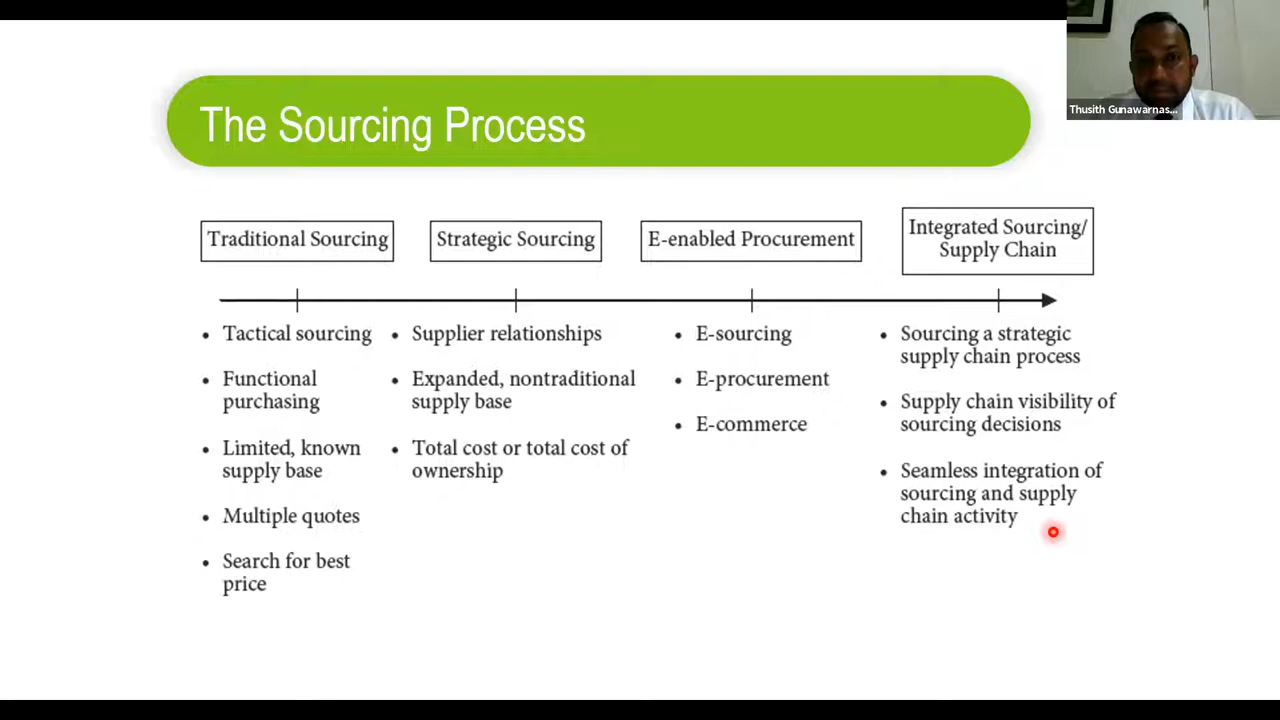 Thusith Gunawarnas...
The Sourcing Process
Traditional Sourcing
Strategic Sourcing
E-enabled Procurement
Integrated Sourcing/
Supply Chain
• Tactical sourcing
• Functional
purchasing
• Limited, known
supply base
• Multiple quotes
• Search for best
price
• Supplier relationships
• Expanded, nontraditional
supply base
• Total cost or total cost of
ownership
• E-sourcing
• E-procurement
• E-commerce
• Sourcing a strategic
supply chain process
• Supply chain visibility of
sourcing decisions
• Seamless integration of
sourcing and supply
chain activity